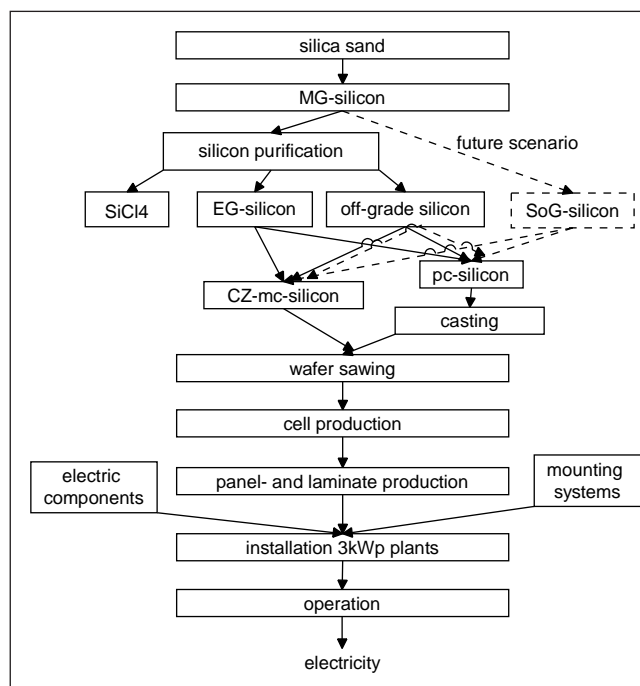 silica sand
MG-silicon
future scenario
silicon purification
SiCl4
EG-silicon
off-grade silicon
SoG-silicon
pc-silicon
CZ-mc-silicon
casting
wafer sawing
cell production
electric
components
panel- and laminate production
mounting
systems
installation 3kWp plants
operation
electricity